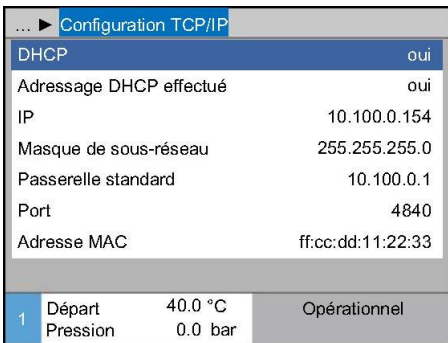 ... ► Configuration TCP/IP
DHCP oui
Adressage DHCP effectué oui
IP 10.100.0.154
Masque de sous-réseau 255.255.255.0
Passerelle standard 10.100.0.1
Port 4840
Adresse MAC ff:cc:dd:11:22:33
1 Départ 40.0 °C Opérationnel
Pression 0.0 bar